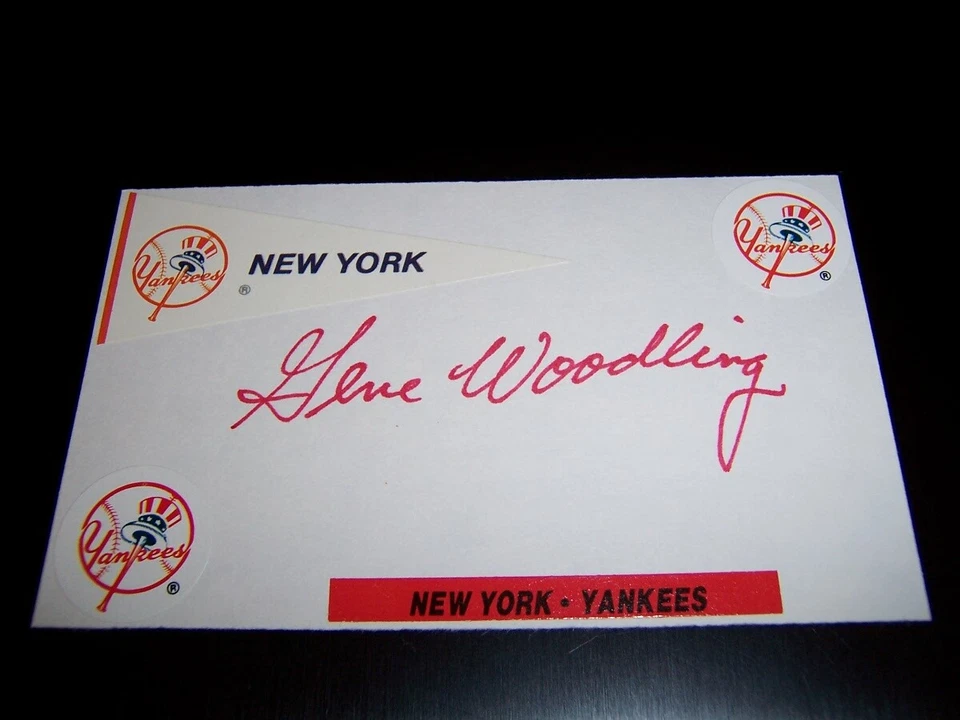 Yankees ® NEW YORK
Yankees ®
Gene Woodling
Yankees ®
NEW YORK · YANKEES